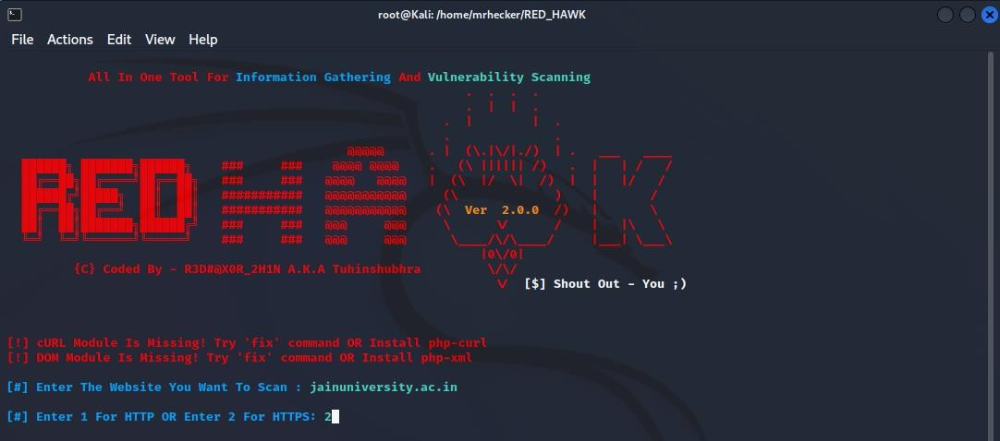 root@Kali: /home/mrhecker/RED_HAWK
File Actions Edit View Help
All In One Tool For Information Gathering And Vulnerability Scanning
RED HAWK
Ver 2.0.0
{C} Coded By - R3D#@X0R_2H1N A.K.A Tuhinshubhra
[$] Shout Out - You ;)
[!] cURL Module Is Missing! Try 'fix' command OR Install php-curl
[!] DOM Module Is Missing! Try 'fix' command OR Install php-xml
[#] Enter The Website You Want To Scan : jainuniversity.ac.in
[#] Enter 1 For HTTP OR Enter 2 For HTTPS: 2